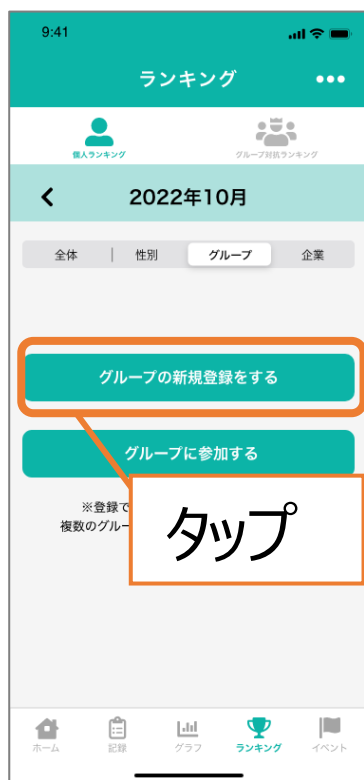 9:41
ランキング
個人ランキング
グループ対抗ランキング
2022年10月
全体
性別
グループ
企業
グループの新規登録をする
グループに参加する
※登録で
複数のグルー
タップ
ホーム
記録
グラフ
ランキング
イベント